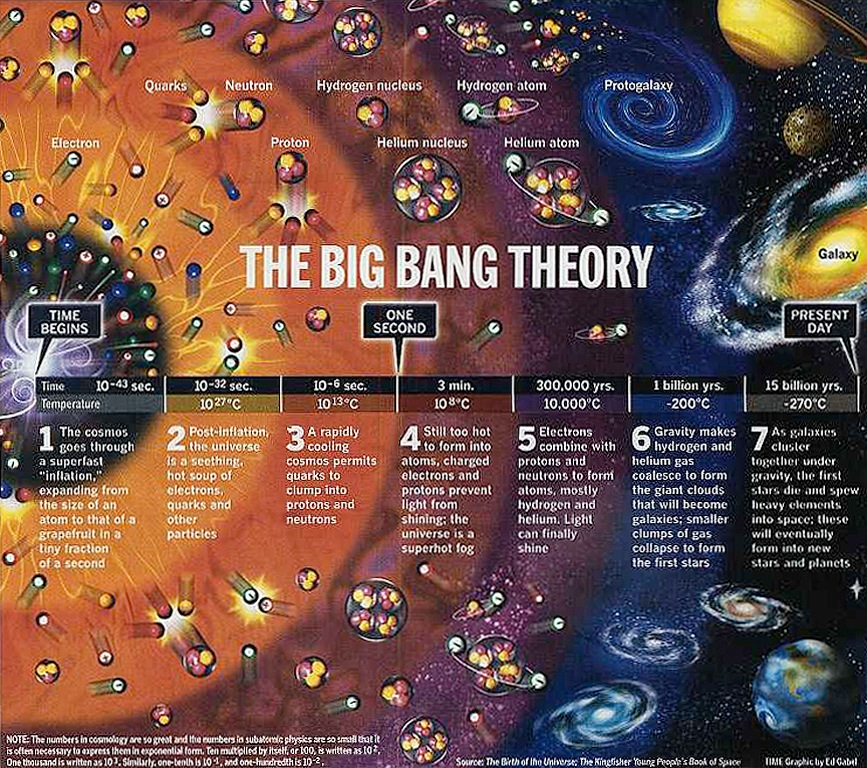 Quarks
Neutron
Hydrogen nucleus
Hydrogen atom
Protogalaxy
Electron
Proton
Helium nucleus
Helium atom
THE BIG BANG THEORY
Galaxy
TIME
BEGINS
ONE
SECOND
PRESENT
DAY
Time 10-43 sec. 10-32 sec. 10-6 sec. 3 min. 300,000 yrs. 1 billion yrs. 15 billion yrs.
Temperature 10 27°C 10 13°C 10 8°C 10,000°C -200°C -270°C
1 The cosmos
goes through
a superfast
"inflation,"
expanding from
the size of an
atom to that of a
grapefruit in a
tiny fraction
of a second
2 Post-inflation,
the universe
is a seething,
hot soup of
electrons,
quarks and
other
particles
3 A rapidly
cooling
cosmos permits
quarks to
clump into
protons and
neutrons
4 Still too hot
to form into
atoms, charged
electrons and
protons prevent
light from
shining; the
universe is a
superhot fog
5 Electrons
combine with
protons and
neutrons to form
atoms, mostly
hydrogen and
helium. Light
can finally
shine
6 Gravity makes
hydrogen and
helium gas
coalesce to form
the giant clouds
that will become
galaxies; smaller
clumps of gas
collapse to form
the first stars
7 As galaxies
cluster
together under
gravity, the first
stars die and spew
heavy elements
into space; these
will eventually
form into new
stars and planets
NOTE: The numbers in cosmology are so great and the numbers in subatomic physics are so small that it
is often necessary to express them in exponential form. Ten multiplied by itself, or 100, is written as 10 2.
One thousand is written as 10 3. Similarly, one-tenth is 10 -1, and one-hundredth is 10 -2.
Source: The Birth of the Universe; The Kingfisher Young People's Book of Space
TIME Graphic by Ed Gabel